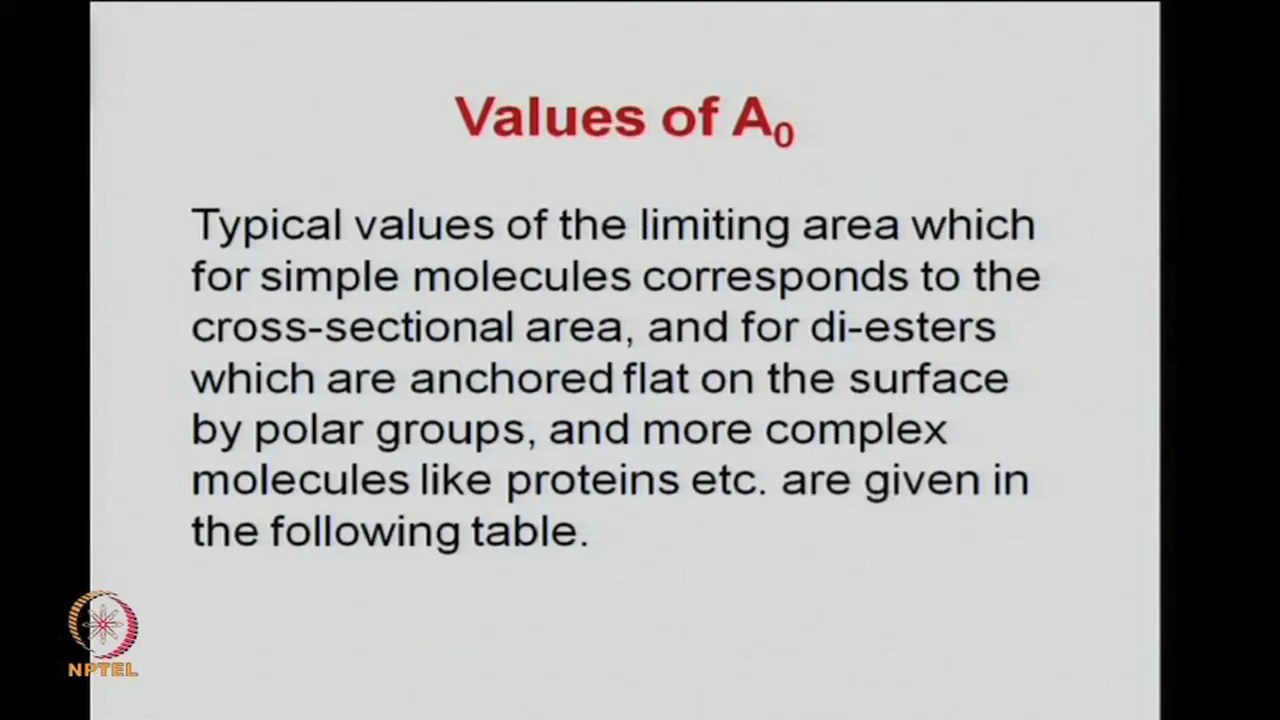 Values of A₀
Typical values of the limiting area which
for simple molecules corresponds to the
cross-sectional area, and for di-esters
which are anchored flat on the surface
by polar groups, and more complex
molecules like proteins etc. are given in
the following table.
NPTEL